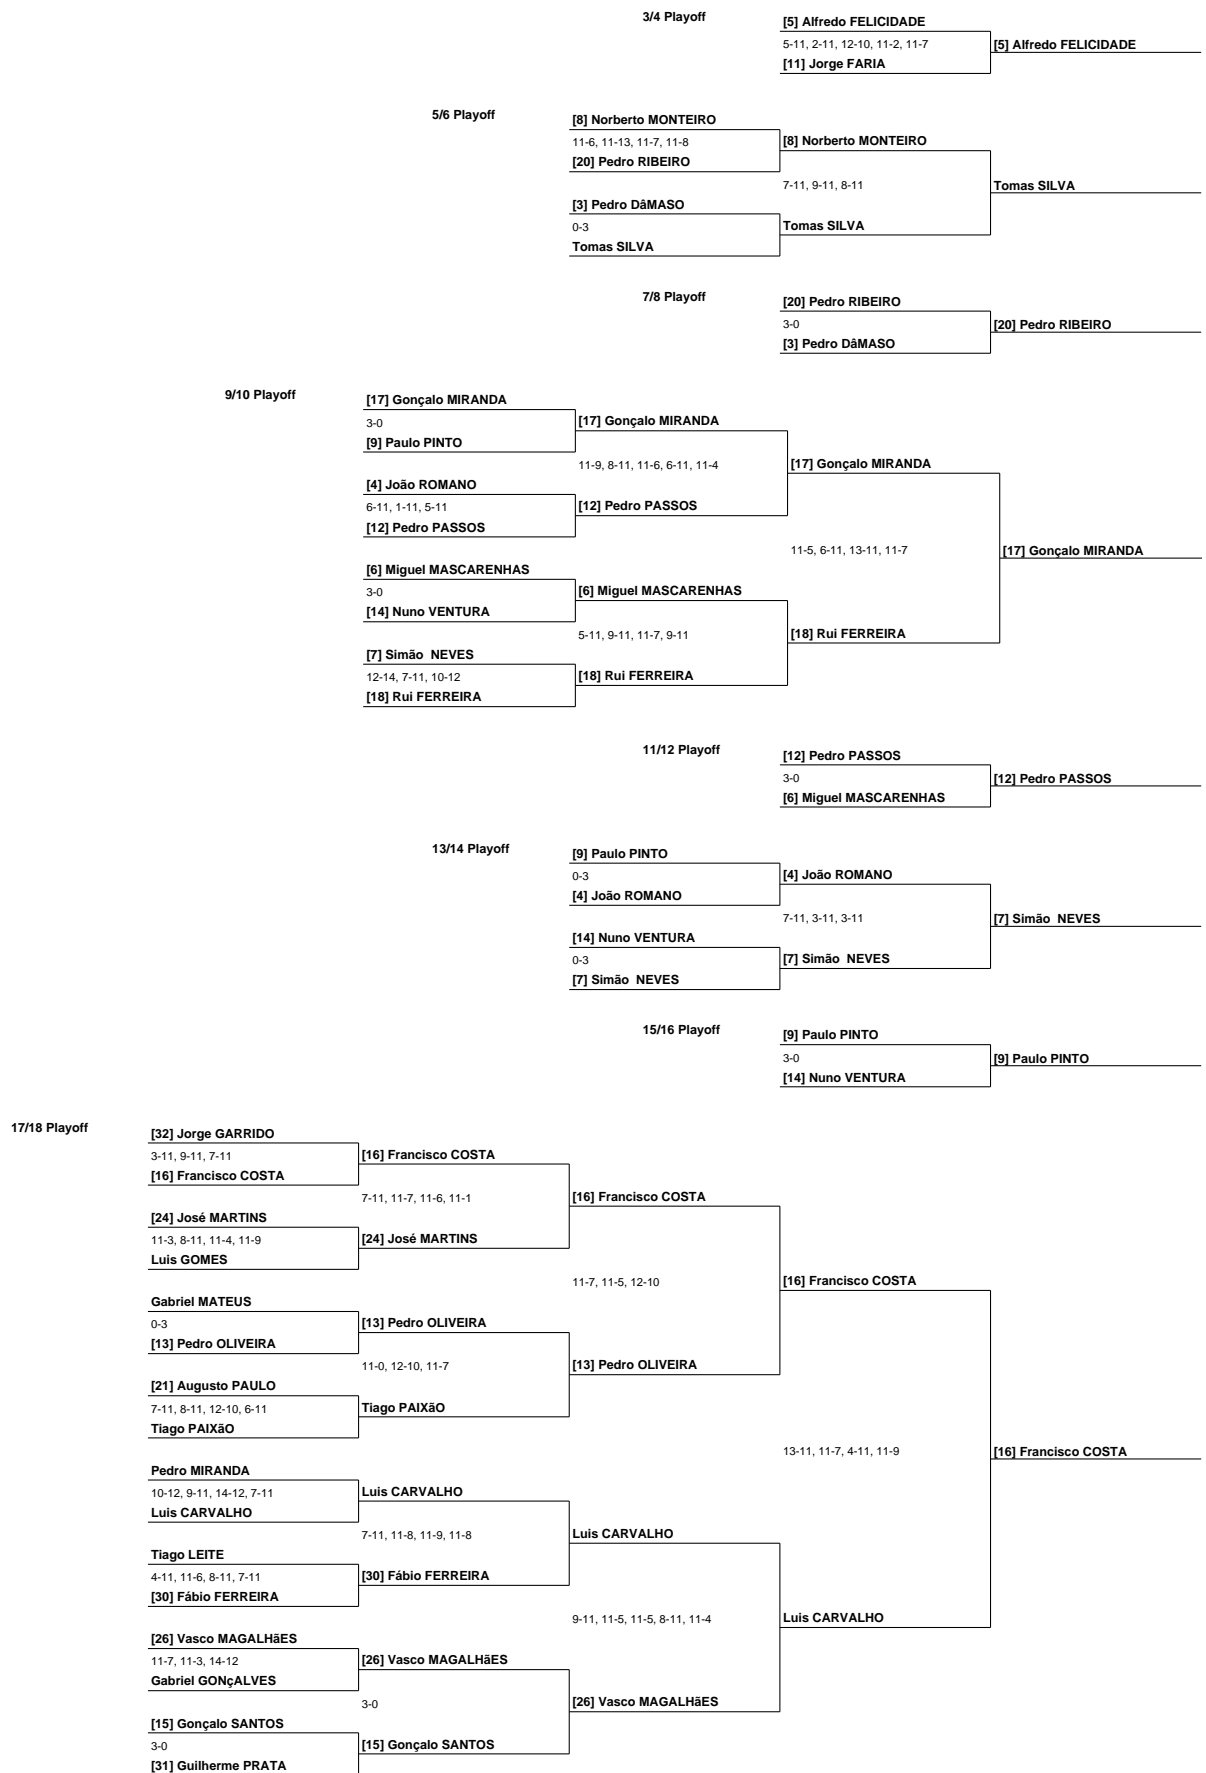 3/4 Playoff
[5] Alfredo FELICIDADE
5-11, 2-11, 12-10, 11-2, 11-7
[5] Alfredo FELICIDADE
[11] Jorge FARIA
5/6 Playoff
[8] Norberto MONTEIRO
11-6, 11-13, 11-7, 11-8
[8] Norberto MONTEIRO
[20] Pedro RIBEIRO
7-11, 9-11, 8-11
Tomas SILVA
[3] Pedro DâMASO
0-3
Tomas SILVA
Tomas SILVA
7/8 Playoff
[20] Pedro RIBEIRO
3-0
[20] Pedro RIBEIRO
[3] Pedro DâMASO
9/10 Playoff
[17] Gonçalo MIRANDA
3-0
[17] Gonçalo MIRANDA
[9] Paulo PINTO
11-9, 8-11, 11-6, 6-11, 11-4
[17] Gonçalo MIRANDA
[4] João ROMANO
6-11, 1-11, 5-11
[12] Pedro PASSOS
[12] Pedro PASSOS
11-5, 6-11, 13-11, 11-7
[17] Gonçalo MIRANDA
[6] Miguel MASCARENHAS
3-0
[6] Miguel MASCARENHAS
[14] Nuno VENTURA
5-11, 9-11, 11-7, 9-11
[18] Rui FERREIRA
[7] Simão  NEVES
12-14, 7-11, 10-12
[18] Rui FERREIRA
[18] Rui FERREIRA
11/12 Playoff
[12] Pedro PASSOS
3-0
[12] Pedro PASSOS
[6] Miguel MASCARENHAS
13/14 Playoff
[9] Paulo PINTO
0-3
[4] João ROMANO
[4] João ROMANO
7-11, 3-11, 3-11
[7] Simão  NEVES
[14] Nuno VENTURA
0-3
[7] Simão  NEVES
[7] Simão  NEVES
15/16 Playoff
[9] Paulo PINTO
3-0
[9] Paulo PINTO
[14] Nuno VENTURA
17/18 Playoff
[32] Jorge GARRIDO
3-11, 9-11, 7-11
[16] Francisco COSTA
[16] Francisco COSTA
7-11, 11-7, 11-6, 11-1
[16] Francisco COSTA
[24] José MARTINS
11-3, 8-11, 11-4, 11-9
[24] José MARTINS
Luis GOMES
11-7, 11-5, 12-10
[16] Francisco COSTA
Gabriel MATEUS
0-3
[13] Pedro OLIVEIRA
[13] Pedro OLIVEIRA
11-0, 12-10, 11-7
[13] Pedro OLIVEIRA
[21] Augusto PAULO
7-11, 8-11, 12-10, 6-11
Tiago PAIXãO
Tiago PAIXãO
13-11, 11-7, 4-11, 11-9
[16] Francisco COSTA
Pedro MIRANDA
10-12, 9-11, 14-12, 7-11
Luis CARVALHO
Luis CARVALHO
7-11, 11-8, 11-9, 11-8
Luis CARVALHO
Tiago LEITE
4-11, 11-6, 8-11, 7-11
[30] Fábio FERREIRA
[30] Fábio FERREIRA
9-11, 11-5, 11-5, 8-11, 11-4
Luis CARVALHO
[26] Vasco MAGALHãES
11-7, 11-3, 14-12
[26] Vasco MAGALHãES
Gabriel GONçALVES
3-0
[26] Vasco MAGALHãES
[15] Gonçalo SANTOS
3-0
[15] Gonçalo SANTOS
[31] Guilherme PRATA